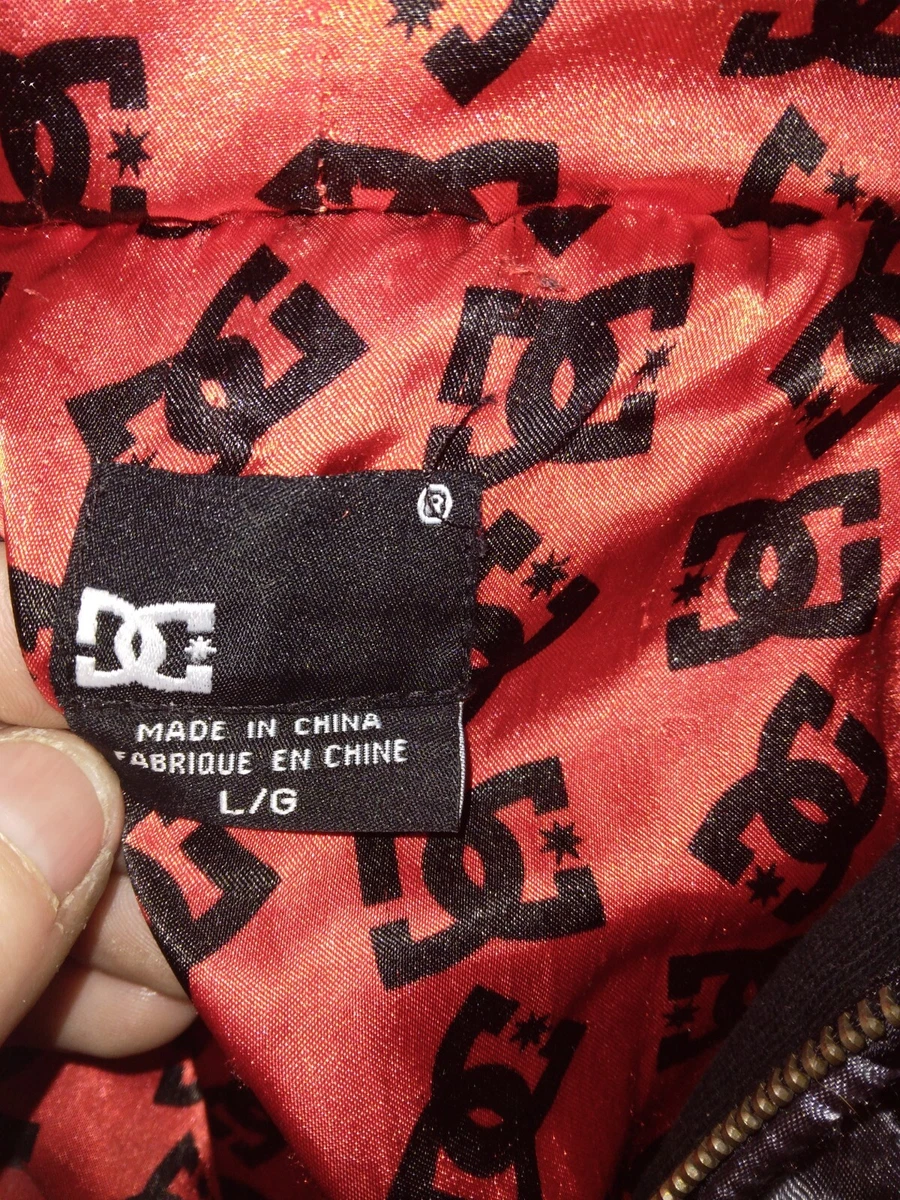 ®
DC
MADE IN CHINA
FABRIQUE EN CHINE
L/G